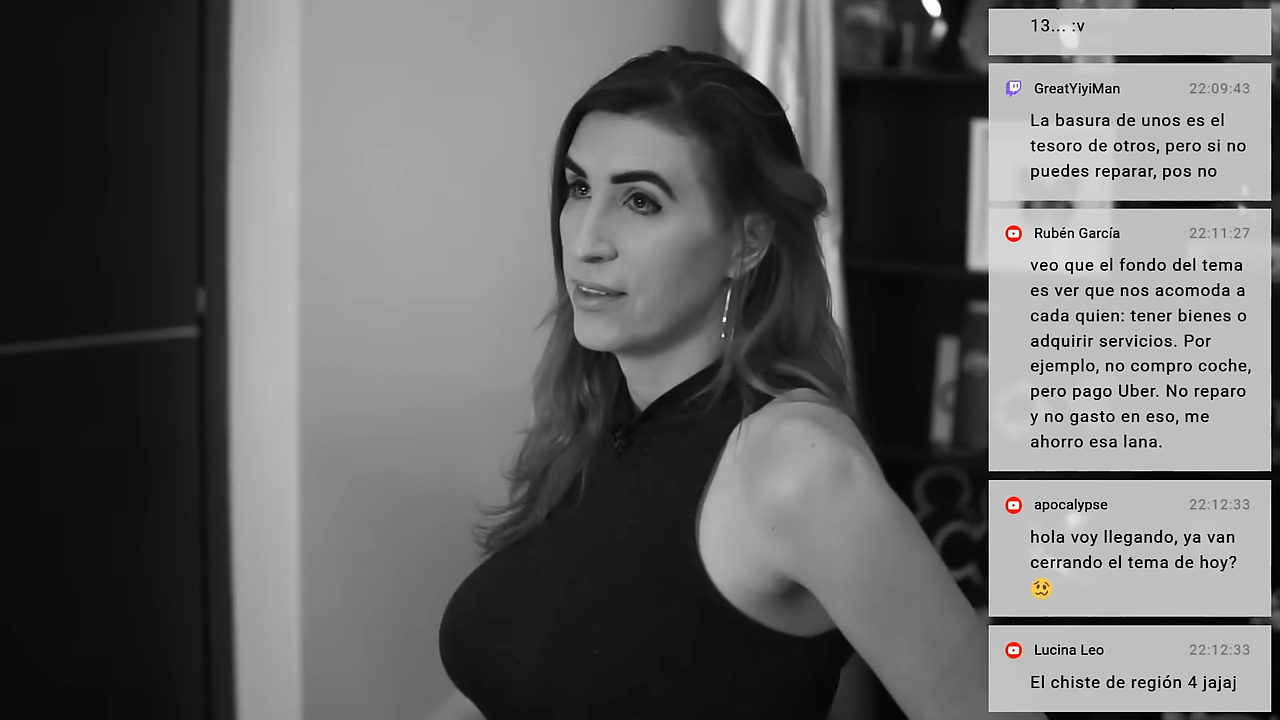 13... :v
GreatYiyiMan 22:09:43
La basura de unos es el
tesoro de otros, pero si no
puedes reparar, pos no
Rubén García 22:11:27
veo que el fondo del tema
es ver que nos acomoda a
cada quien: tener bienes o
adquirir servicios. Por
ejemplo, no compro coche,
pero pago Uber. No reparo
y no gasto en eso, me
ahorro esa lana.
apocalypse 22:12:33
hola voy llegando, ya van
cerrando el tema de hoy?
🥴
Lucina Leo 22:12:33
El chiste de región 4 jajaj